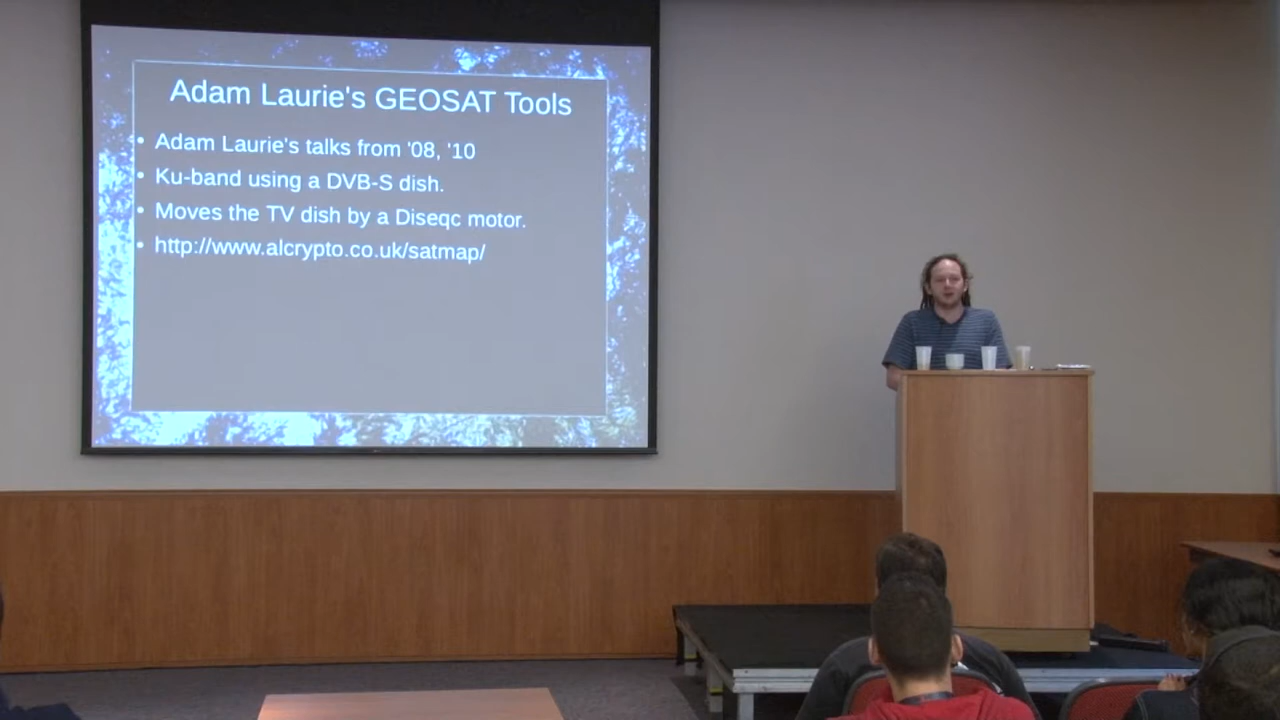 Adam Laurie's GEOSAT Tools
• Adam Laurie's talks from '08, '10
• Ku-band using a DVB-S dish.
• Moves the TV dish by a Diseqc motor.
• http://www.alcrypto.co.uk/satmap/